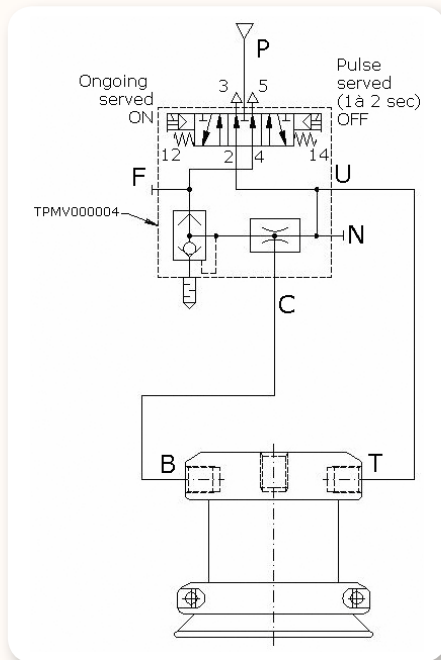 P
Ongoing
served
ON
3
5
Pulse
served
(1à 2 sec)
OFF
12
2
4
14
F
U
TPMV000004
N
C
B
T